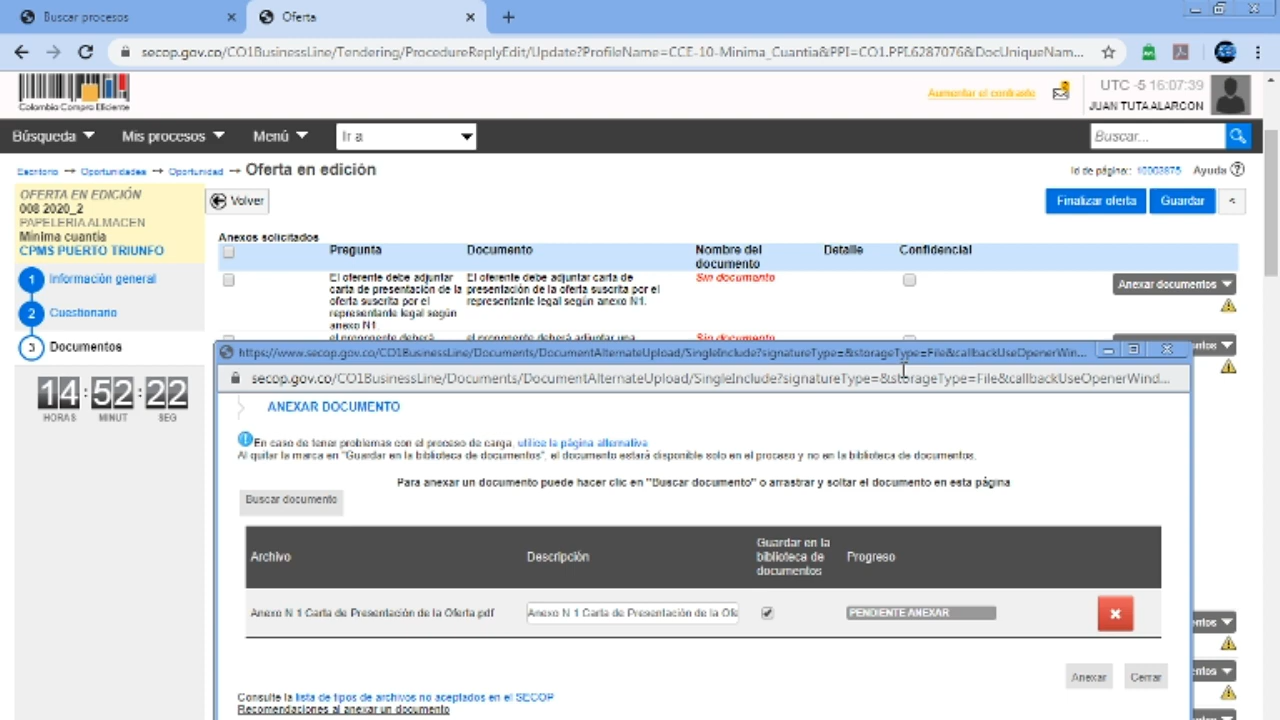 Buscar procesos
Oferta
secop.gov.co/CO1BusinessLine/Tendering/ProcedureReplyEdit/Update?ProfileName=CCE-10-Minima_Cuantia&PPI=CO1.PPI.6287076&DocUniqueNam...
Colombia Compra Eficiente
Aumentar el contraste
UTC -5 16:07:39
JUAN TUTA ALARCON
Búsqueda
Mis procesos
Menú
Ir a
Buscar...
Escritorio → Oportunidades → Oportunidad → Oferta en edición
Id de página:: 10003875 Ayuda
OFERTA EN EDICIÓN
008 2020_2
PAPELERIA ALMACEN
Mínima cuantía
CPMS PUERTO TRIUNFO
Volver
Finalizar oferta
Guardar
<
1 Información general
2 Cuestionario
3 Documentos
14 : 52 : 22
HORAS MINUT SEG
Anexos solicitados
Pregunta
Documento
Nombre del documento
Detalle
Confidencial
El oferente debe adjuntar
carta de presentación de la
oferta suscrita por el
representante legal según
anexo N1.
El oferente debe adjuntar carta de
presentación de la oferta suscrita por el
representante legal según anexo N1.
Sin documento
Anexar documentos
el proponente deberá
el proponente deberá adjuntar una
Sin documento
ntos
https://www.secop.gov.co/CO1BusinessLine/Documents/DocumentAlternateUpload/SingleInclude?signatureType=&storageType=File&callbackUseOpenerWin...
secop.gov.co/CO1BusinessLine/Documents/DocumentAlternateUpload/SingleInclude?signatureType=&storageType=File&callbackUseOpenerWind...
ANEXAR DOCUMENTO
En caso de tener problemas con el proceso de carga, utilice la página alternativa
Al quitar la marca en "Guardar en la biblioteca de documentos", el documento estará disponible solo en el proceso y no en la biblioteca de documentos.
Para anexar un documento puede hacer clic en "Buscar documento" o arrastrar y soltar el documento en esta página
Buscar documento
Archivo
Descripción
Guardar en la
biblioteca de
documentos
Progreso
Anexo N 1 Carta de Presentación de la Oferta.pdf
Anexo N 1 Carta de Presentación de la Ofe
PENDIENTE ANEXAR
ntos
ntos
Anexar
Cerrar
Consulte la lista de tipos de archivos no aceptados en el SECOP
Recomendaciones al anexar un documento